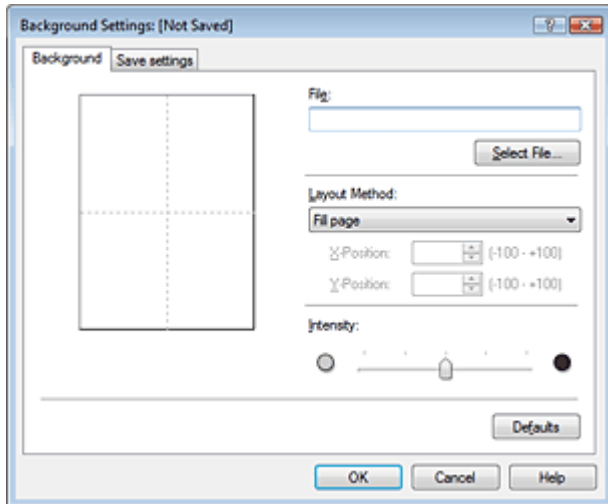 Background Settings: [Not Saved]
Background Save settings
File:
Select File...
Layout Method:
Fill page
X-Position: (-100 - +100)
Y-Position: (-100 - +100)
Intensity:
Defaults
OK Cancel Help